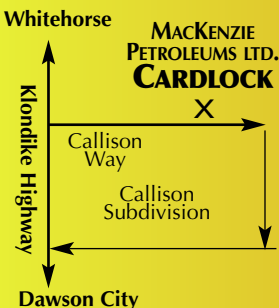 Whitehorse
MACKENZIE
PETROLEUMS LTD.
CARDLOCK
X
Klondike Highway
Callison
Way
Callison
Subdivision
Dawson City